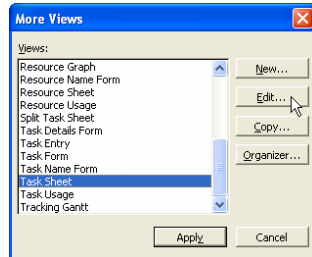 More Views
Views:
Resource Graph
Resource Name Form
Resource Sheet
Resource Usage
Split Task Sheet
Task Details Form
Task Entry
Task Form
Task Name Form
Task Sheet
Task Usage
Tracking Gantt
New...
Edit...
Copy...
Organizer...
Apply
Cancel